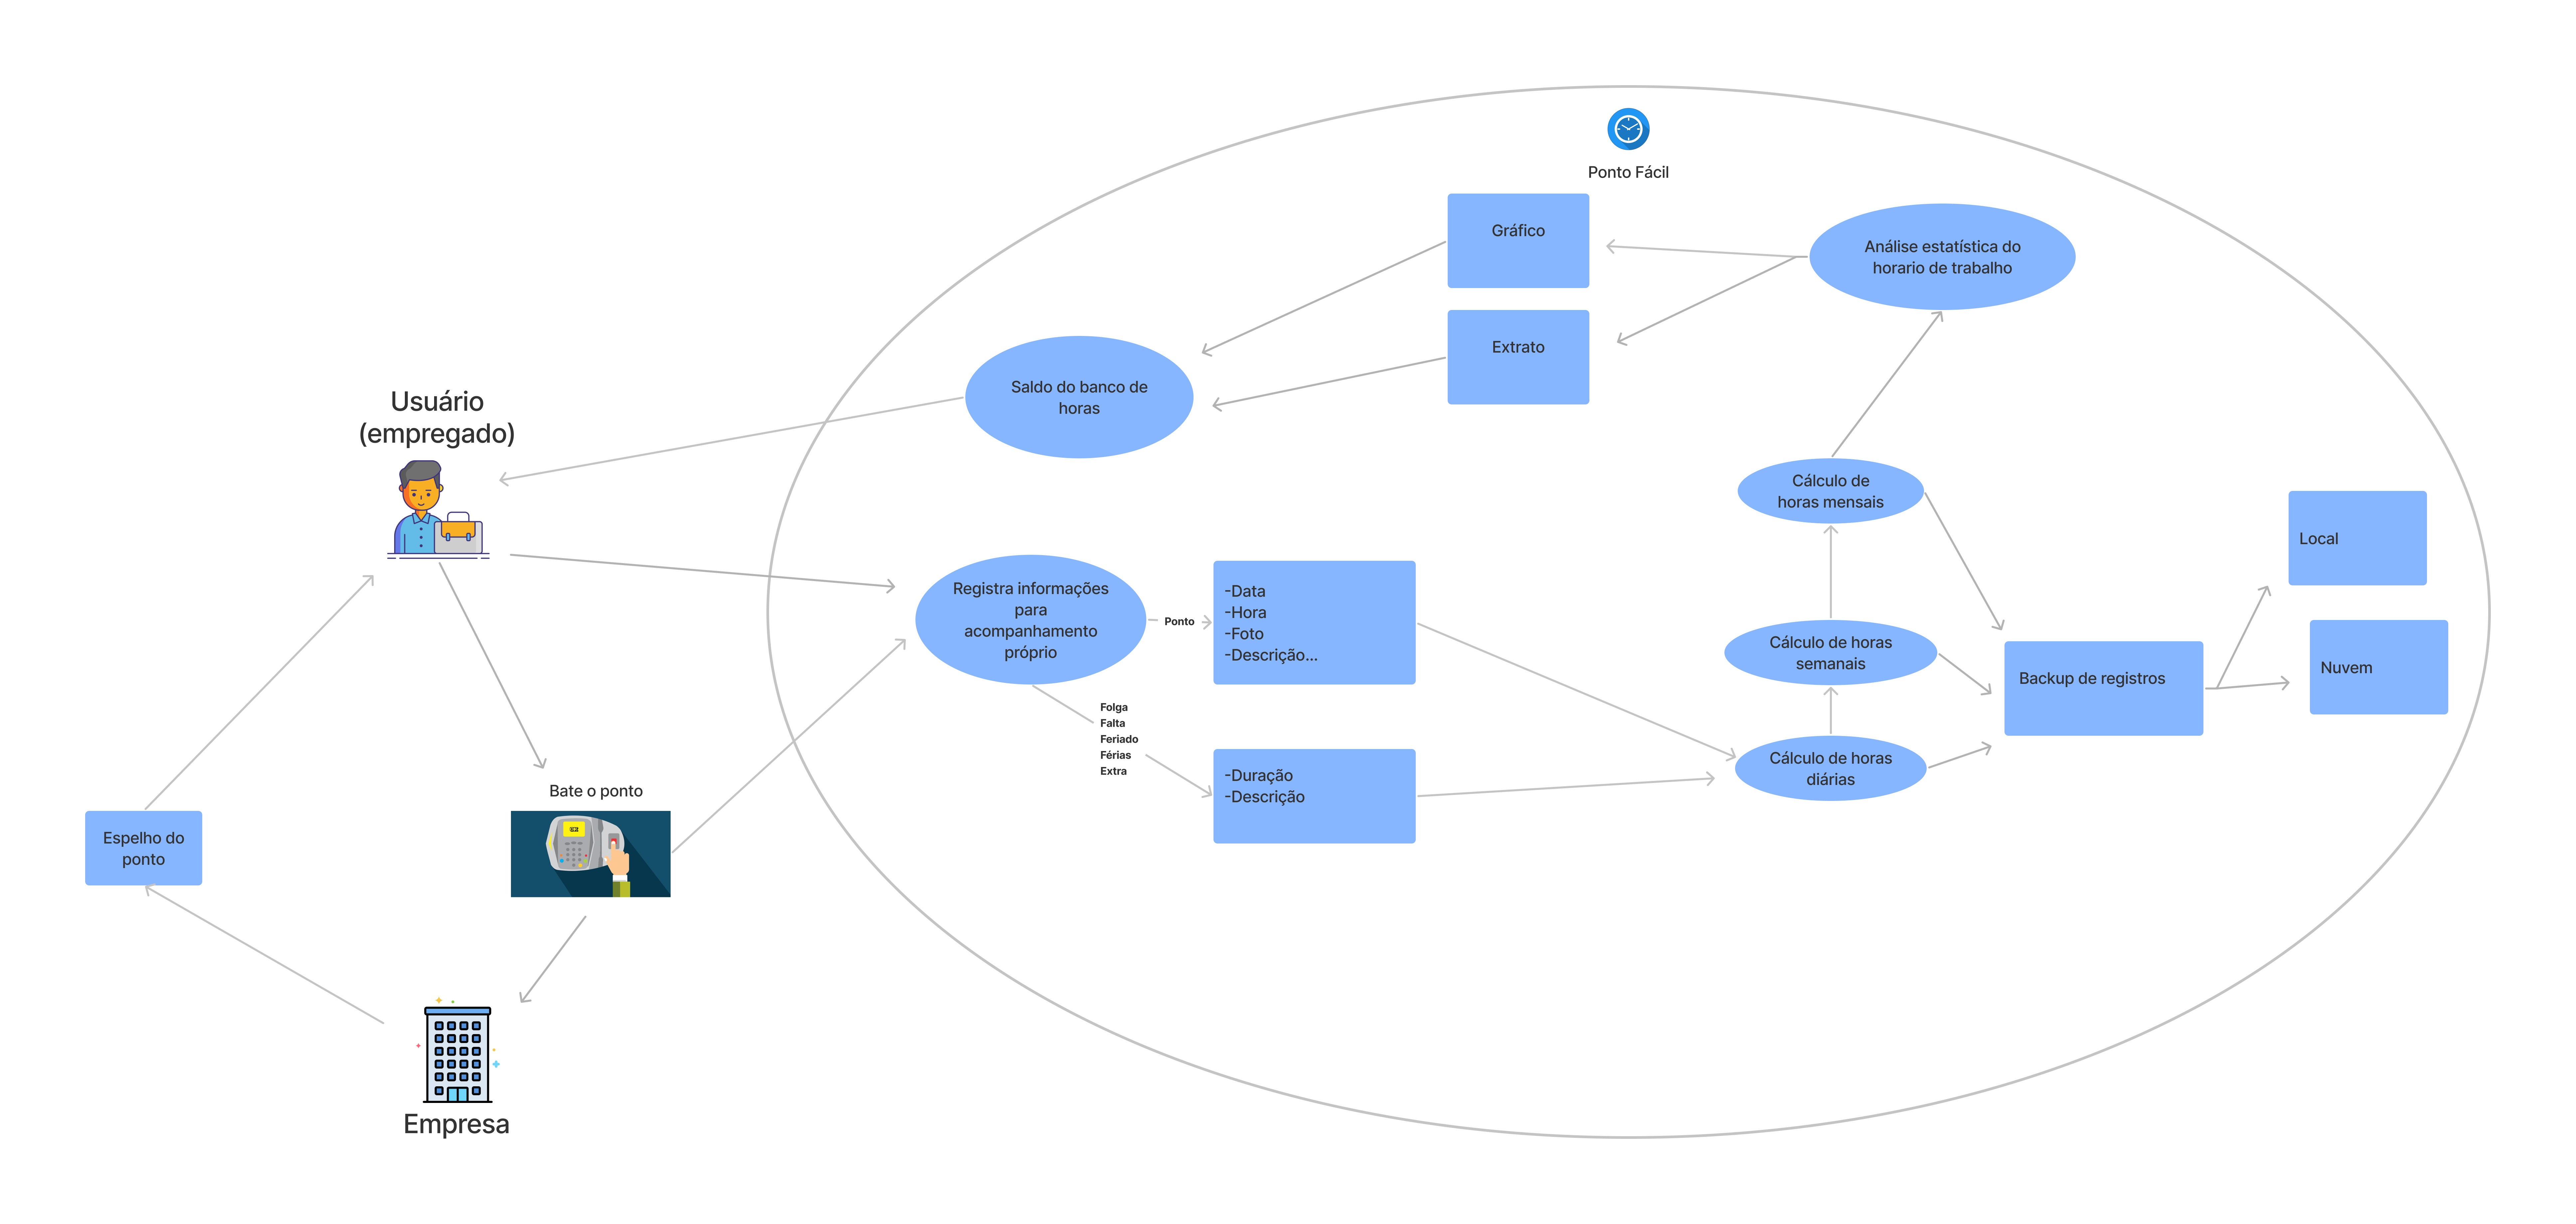 Ponto Fácil
Gráfico
Análise estatística do
horario de trabalho
Extrato
Saldo do banco de
horas
Usuário
(empregado)
Cálculo de
horas mensais
Local
Registra informações
para
acompanhamento
próprio
Ponto
-Data
-Hora
-Foto
-Descrição...
Cálculo de horas
semanais
Backup de registros
Nuvem
Folga
Falta
Feriado
Férias
Extra
-Duração
-Descrição
Cálculo de horas
diárias
Bate o ponto
Espelho do
ponto
Empresa